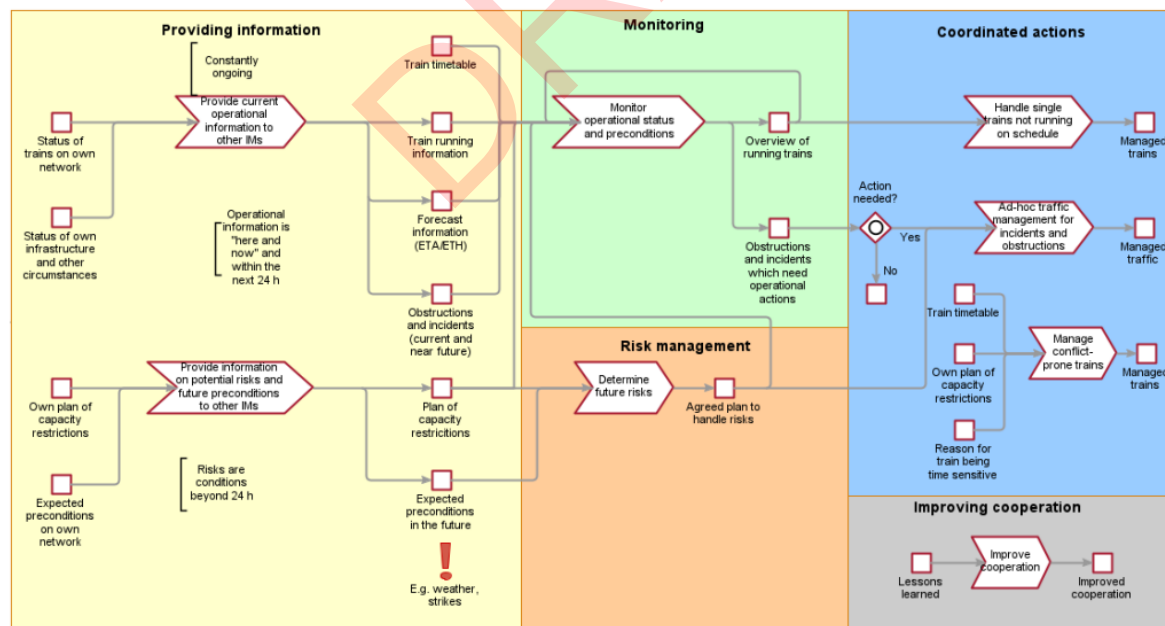 Providing information
Constantly
ongoing
Provide current
operational
information to
other IMs
Status of
trains on own
network
Status of own
infrastructure
and other
circumstances
Operational
information is
"here and
now" and
within the
next 24 h
Train timetable
Train running
information
Forecast
information
(ETA/ETH)
Obstructions
and incidents
(current and
near future)
Own plan of
capacity
restrictions
Provide information
on potential risks and
future preconditions
to other IMs
Plan of
capacity
restricitions
Expected
preconditions
on own
network
Risks are
conditions
beyond 24 h
Expected
preconditions
in the future
E.g. weather,
strikes
Monitoring
Monitor
operational status
and preconditions
Overview of
running trains
Obstructions
and incidents
which need
operational
actions
Risk management
Determine
future risks
Agreed plan to
handle risks
Coordinated actions
Handle single
trains not running
on schedule
Managed
trains
Action
needed?
Yes
No
Ad-hoc traffic
management for
incidents and
obstructions
Managed
traffic
Train timetable
Own plan of
capacity
restrictions
Reason for
train being
time sensitive
Manage
conflict-
prone trains
Managed
trains
Improving cooperation
Lessons
learned
Improve
cooperation
Improved
cooperation